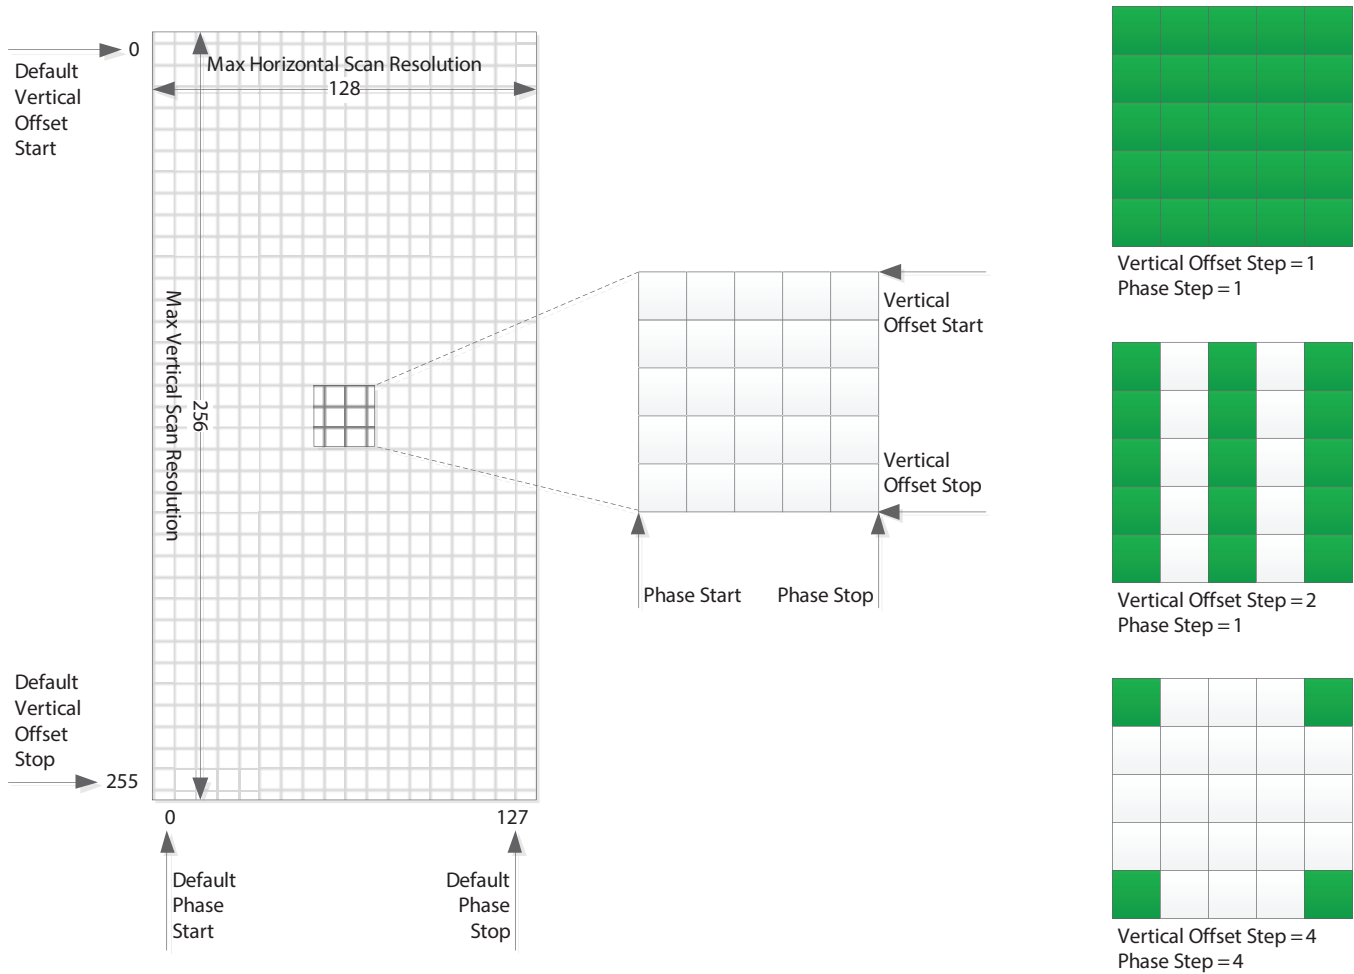 0
Default
Vertical
Offset
Start
Max Horizontal Scan Resolution
128
Max Vertical Scan Resolution
256
Default
Vertical
Offset
Stop
255
0
127
Default
Phase
Start
Default
Phase
Stop
Vertical
Offset Start
Vertical
Offset Stop
Phase Start
Phase Stop
Vertical Offset Step = 1
Phase Step = 1
Vertical Offset Step = 2
Phase Step = 1
Vertical Offset Step = 4
Phase Step = 4